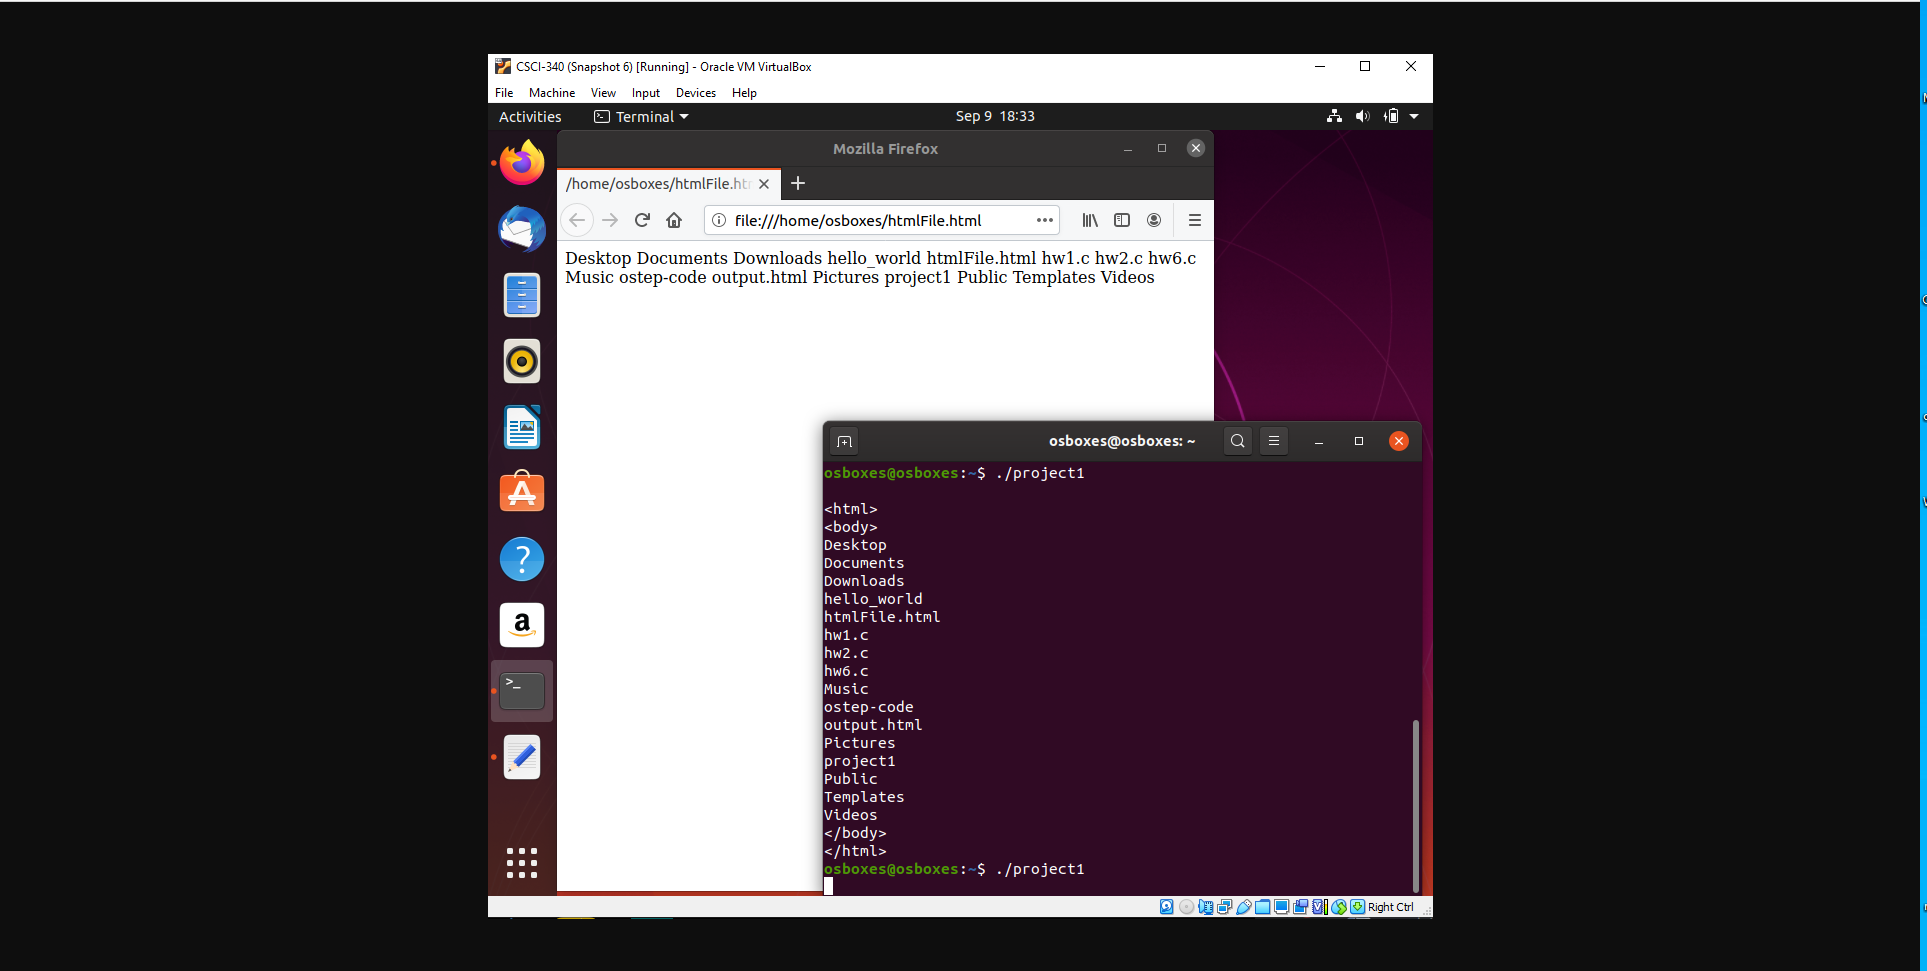 CSCI-340 (Snapshot 6) [Running] - Oracle VM VirtualBox
File Machine View Input Devices Help
Activities Terminal Sep 9 18:33
Mozilla Firefox
/home/osboxes/htmlFile.htm
file:///home/osboxes/htmlFile.html
Desktop Documents Downloads hello_world htmlFile.html hw1.c hw2.c hw6.c
Music ostep-code output.html Pictures project1 Public Templates Videos
osboxes@osboxes: ~
osboxes@osboxes:~$ ./project1
<html>
<body>
Desktop
Documents
Downloads
hello_world
htmlFile.html
hw1.c
hw2.c
hw6.c
Music
ostep-code
output.html
Pictures
project1
Public
Templates
Videos
</body>
</html>
osboxes@osboxes:~$ ./project1
Right Ctrl